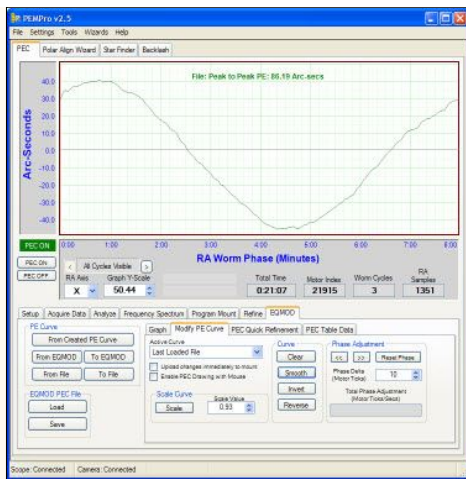 PEMPro v2.5
File Settings Tools Wizards Help
PEC Polar Align Wizard Star Finder Backlash
File: Peak to Peak PE: 86.19 Arc-secs
Arc-Seconds
40.0
30.0
20.0
10.0
0.0
-10.0
-20.0
-30.0
-40.0
PEC ON 0:00 1:00 2:00 3:00 4:00 5:00 6:00 7:00 8:00
PEC ON < All Cycles Visible > RA Worm Phase (Minutes)
PEC OFF RA Axis Graph Y-Scale Total Time Motor Index Worm Cycles RA Samples
X 50.44 0:21:07 21915 3 1351
Setup Acquire Data Analyze Frequency Spectrum Program Mount Refine EQMOD
PE Curve
From Created PE Curve
From EQMOD To EQMOD
From File To File
EQMOD PEC File
Load
Save
Graph Modify PE Curve PEC Quick Refinement PEC Table Data
Active Curve
Last Loaded File
Upload changes immediately to mount
Enable PEC Drawing with Mouse
Scale Curve
Scale Scale Value
0.93
Curve
Clear
Smooth
Invert
Reverse
Phase Adjustment
<< >> Reset Phase
Phase Delta (Motor Ticks) 10
Total Phase Adjustment
(Motor Ticks/Secs)
Scope: Connected Camera: Connected